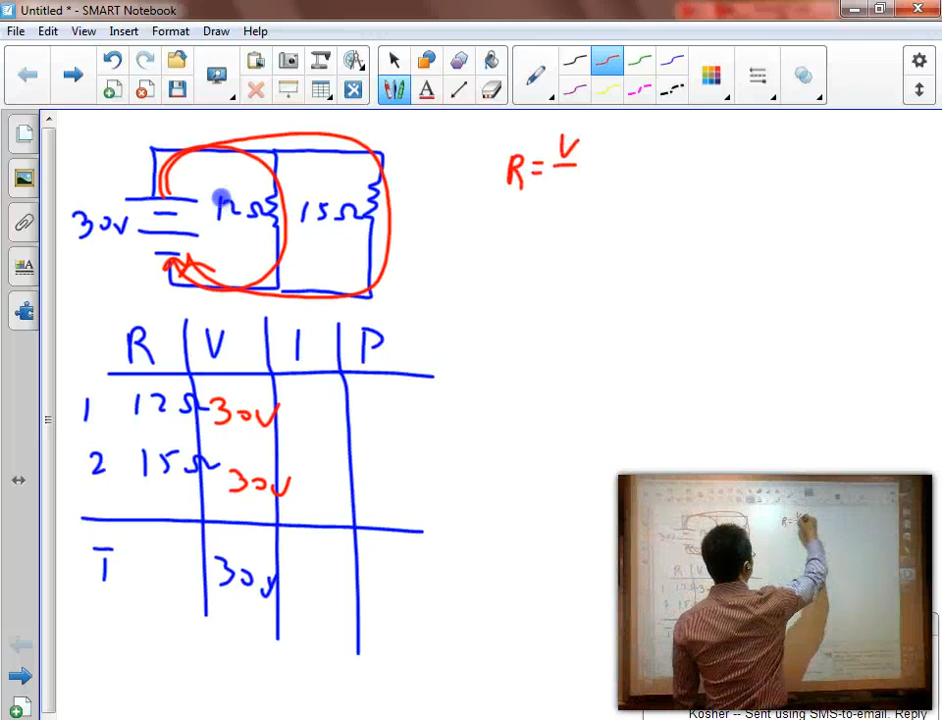 Untitled * - SMART Notebook
File Edit View Insert Format Draw Help
R = V
30V
12Ω
15Ω
R V I P
1 12Ω 30V
2 15Ω 30V
T 30V
Kosher -- Sent using SMS-to-email. Reply